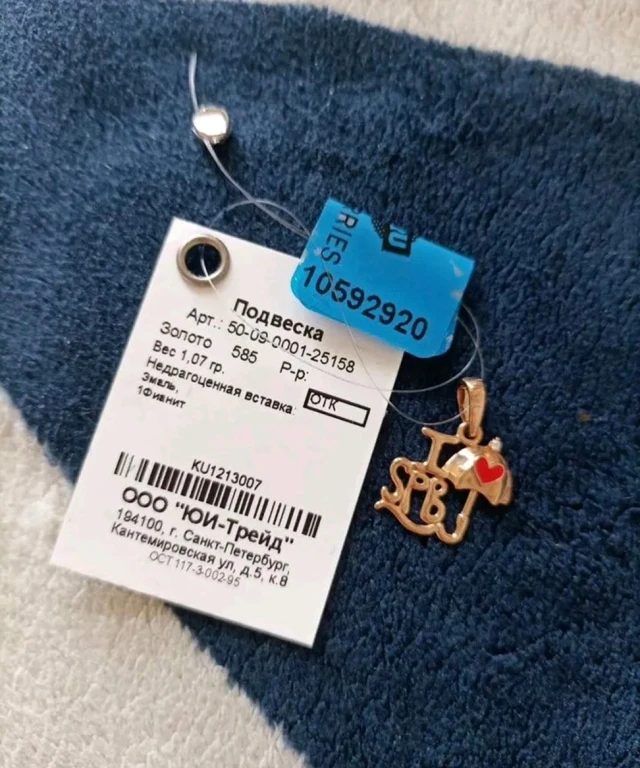 RIES
10592920
Подвеска
Арт.: 50-09-0001-25158
Золото 585 Р-р:
Вес 1,07 гр.
Недрагоценная вставка:
ОТК
Эмаль,
1Фианит
KU1213007
ООО "ЮИ-Трейд"
194100, г. Санкт-Петербург,
Кантемировская ул, д.5, к.8
ОСТ 117-3-002-95
I
SPB